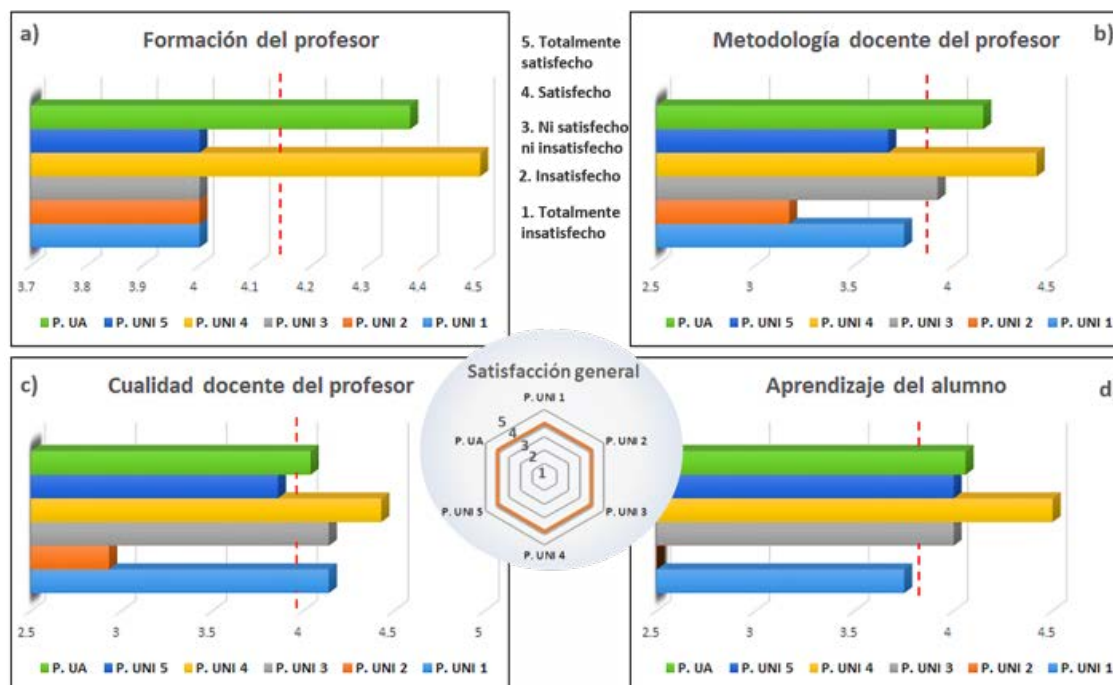 a)
Formación del profesor
3.7 3.8 3.9 4 4.1 4.2 4.3 4.4 4.5
P. UA P. UNI 5 P. UNI 4 P. UNI 3 P. UNI 2 P. UNI 1
5. Totalmente
satisfecho
4. Satisfecho
3. Ni satisfecho
ni insatisfecho
2. Insatisfecho
1. Totalmente
insatisfecho
b)
Metodología docente del profesor
2.5 3 3.5 4 4.5
P. UA P. UNI 5 P. UNI 4 P. UNI 3 P. UNI 2 P. UNI 1
c)
Cualidad docente del profesor
2.5 3 3.5 4 4.5 5
P. UA P. UNI 5 P. UNI 4 P. UNI 3 P. UNI 2 P. UNI 1
Satisfacción general
P. UNI 1
P. UNI 2
P. UNI 3
P. UNI 4
P. UNI 5
P. UA
5
4
3
2
1
d
Aprendizaje del alumno
2.5 3 3.5 4 4.5
P. UA P. UNI 5 P. UNI 4 P. UNI 3 P. UNI 2 P. UNI 1